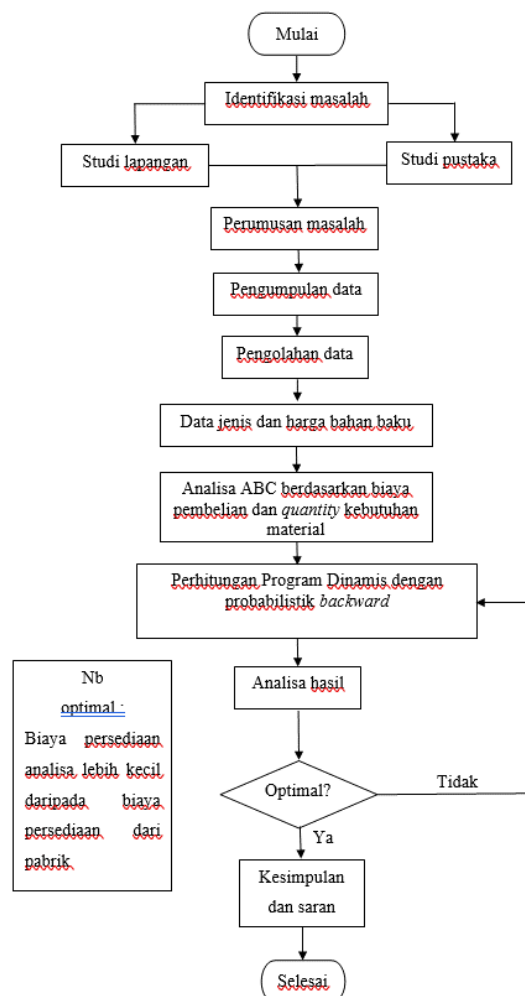 Mulai
Identifikasi masalah
Studi lapangan
Studi pustaka
Perumusan masalah
Pengumpulan data
Pengolahan data
Data jenis dan harga bahan baku
Analisa ABC berdasarkan biaya
pembelian dan quantity kebutuhan
material
Perhitungan Program Dinamis dengan
probabilistik backward
Analisa hasil
Nb
optimal :
Biaya persediaan
analisa lebih kecil
daripada biaya
persediaan dari
pabrik
Optimal?
Tidak
Ya
Kesimpulan
dan saran
Selesai